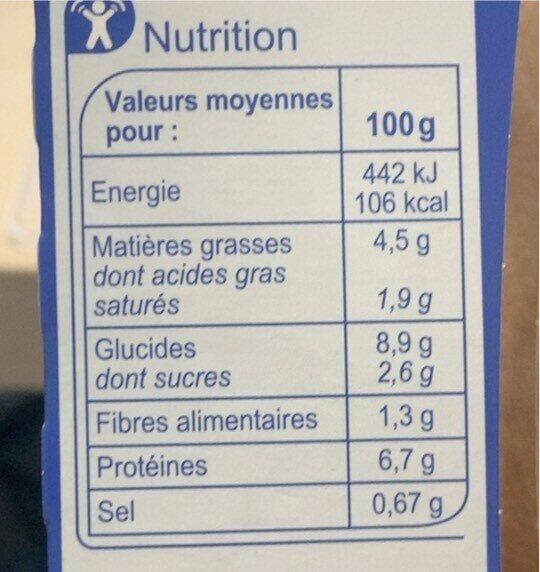 Nutrition
Valeurs moyennes
pour :
100 g
Energie
442 kJ
106 kcal
Matières grasses 4,5 g
dont acides gras
saturés 1,9 g
Glucides 8,9 g
dont sucres 2,6 g
Fibres alimentaires 1,3 g
Protéines 6,7 g
Sel 0,67 g